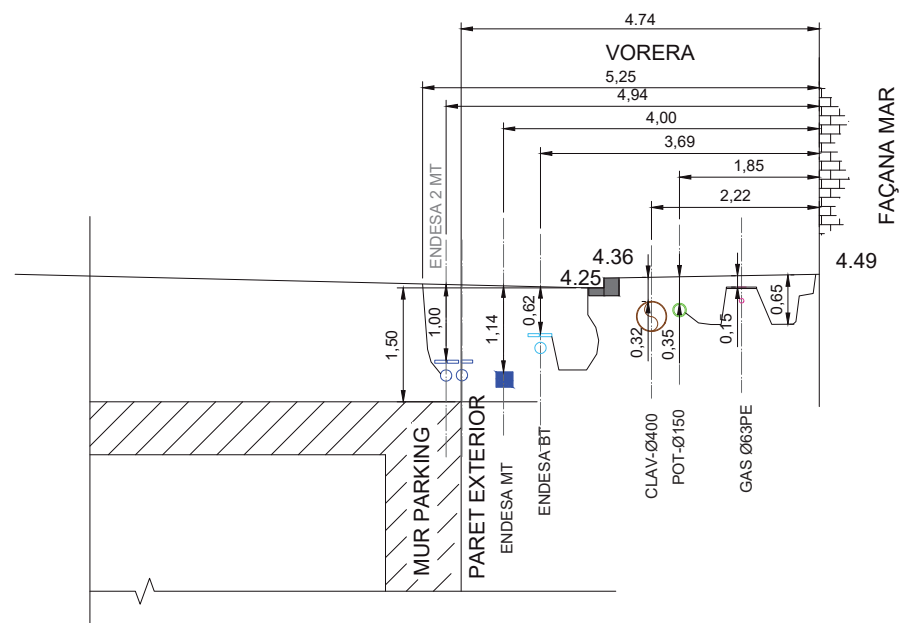 4.74
VORERA
5,25
4,94
4,00
3,69
1,85
2,22
FAÇANA MAR
ENDESA 2 MT
4.36
4.25
4.49
1,50
1,00
1,14
0,62
0,32
0,35
0,15
0,65
MUR PARKING
PARET EXTERIOR
ENDESA MT
ENDESA BT
CLAV-Ø400
POT-Ø150
GAS Ø63PE